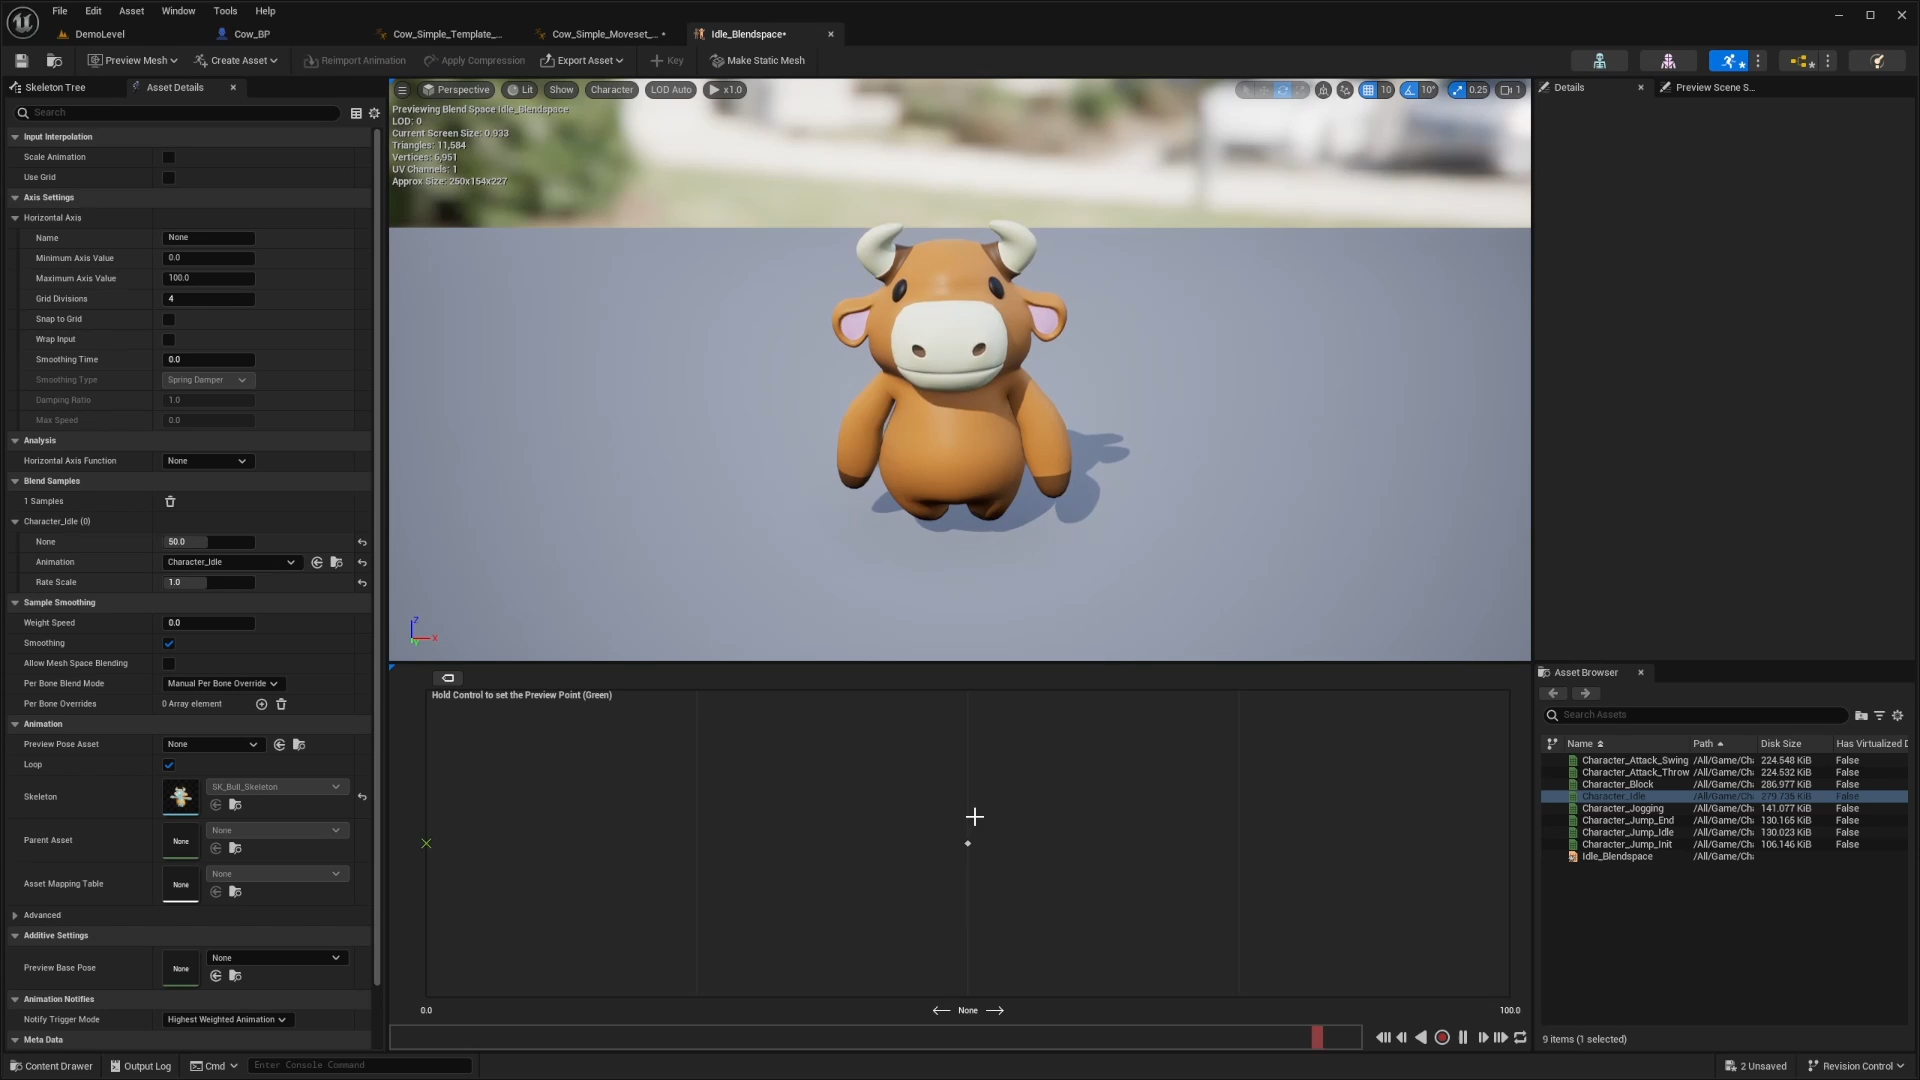 File Edit Asset Window Tools Help
DemoLevel Cow_BP Cow_Simple_Template_... Cow_Simple_Moveset_... * Idle_Blendspace*
Preview Mesh Create Asset Reimport Animation Apply Compression Export Asset Key Make Static Mesh
Skeleton Tree Asset Details
Search
Input Interpolation
Scale Animation
Use Grid
Axis Settings
Horizontal Axis
Name None
Minimum Axis Value 0.0
Maximum Axis Value 100.0
Grid Divisions 4
Snap to Grid
Wrap Input
Smoothing Time 0.0
Smoothing Type Spring Damper
Damping Ratio 1.0
Max Speed 0.0
Analysis
Horizontal Axis Function None
Blend Samples
1 Samples
Character_Idle (0)
None 50.0
Animation Character_Idle
Rate Scale 1.0
Sample Smoothing
Weight Speed 0.0
Smoothing
Allow Mesh Space Blending
Per Bone Blend Mode Manual Per Bone Override
Per Bone Overrides 0 Array element
Animation
Preview Pose Asset None
Loop
Skeleton SK_Bull_Skeleton
Parent Asset None None
Asset Mapping Table None None
Advanced
Additive Settings
Preview Base Pose None None
Animation Notifies
Notify Trigger Mode Highest Weighted Animation
Meta Data
Perspective Lit Show Character LOD Auto x1.0 10 10° 0.25 1
Previewing Blend Space Idle_Blendspace
LOD: 0
Current Screen Size: 0.933
Triangles: 11,584
Vertices: 6,951
UV Channels: 1
Approx Size: 250x154x227
Z
X
Hold Control to set the Preview Point (Green)
0.0 None 100.0
Details Preview Scene S...
Asset Browser
Search Assets
Name Path Disk Size Has Virtualized D
Character_Attack_Swing /All/Game/Cha 224.548 KiB False
Character_Attack_Throw /All/Game/Cha 224.532 KiB False
Character_Block /All/Game/Cha 286.977 KiB False
Character_Idle /All/Game/Cha 279.735 KiB False
Character_Jogging /All/Game/Cha 141.077 KiB False
Character_Jump_End /All/Game/Cha 130.165 KiB False
Character_Jump_Idle /All/Game/Cha 130.023 KiB False
Character_Jump_Init /All/Game/Cha 106.146 KiB False
Idle_Blendspace /All/Game/Cha
9 items (1 selected)
Content Drawer Output Log Cmd Enter Console Command 2 Unsaved Revision Control